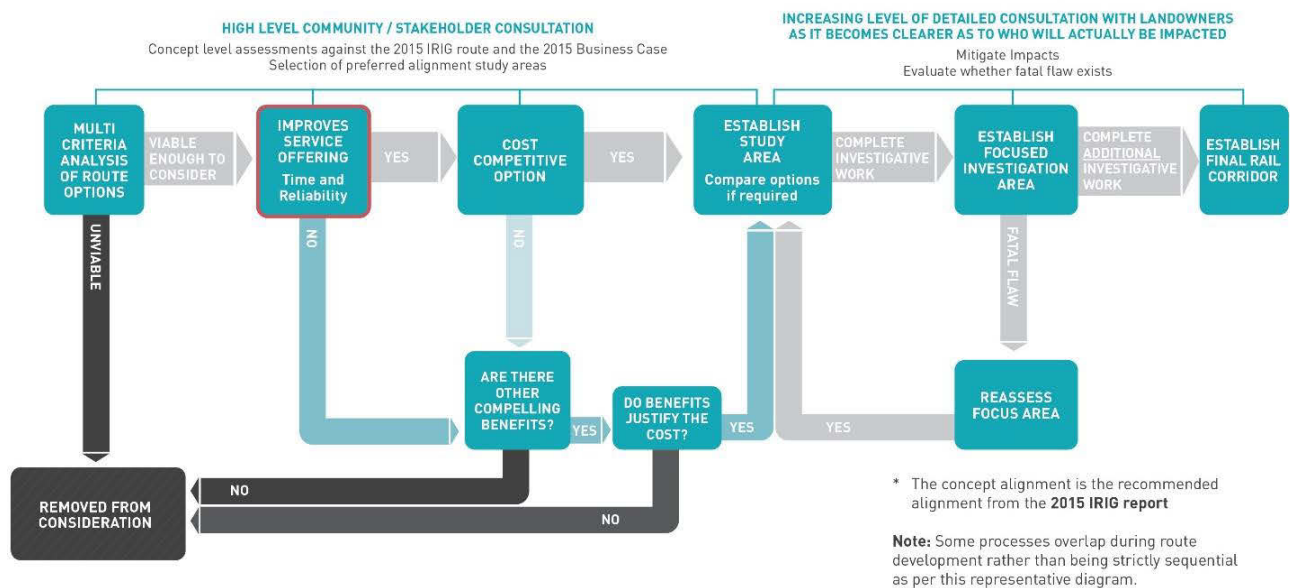 HIGH LEVEL COMMUNITY / STAKEHOLDER CONSULTATION
Concept level assessments against the 2015 IRIG route and the 2015 Business Case
Selection of preferred alignment study areas
INCREASING LEVEL OF DETAILED CONSULTATION WITH LANDOWNERS
AS IT BECOMES CLEARER AS TO WHO WILL ACTUALLY BE IMPACTED
Mitigate Impacts
Evaluate whether fatal flaw exists
MULTI
CRITERIA
ANALYSIS
OF ROUTE
OPTIONS
VIABLE
ENOUGH TO
CONSIDER
IMPROVES
SERVICE
OFFERING
Time and
Reliability
YES
COST
COMPETITIVE
OPTION
YES
ESTABLISH
STUDY
AREA
Compare options
if required
COMPLETE
INVESTIGATIVE
WORK
ESTABLISH
FOCUSED
INVESTIGATION
AREA
COMPLETE
ADDITIONAL
INVESTIGATIVE
WORK
ESTABLISH
FINAL RAIL
CORRIDOR
UNVIABLE
NO
NO
FATAL FLAW
ARE THERE
OTHER
COMPELLING
BENEFITS?
YES
DO BENEFITS
JUSTIFY THE
COST?
YES
YES
REASSESS
FOCUS AREA
REMOVED FROM
CONSIDERATION
NO
NO
* The concept alignment is the recommended
alignment from the 2015 IRIG report
Note: Some processes overlap during route
development rather than being strictly sequential
as per this representative diagram.